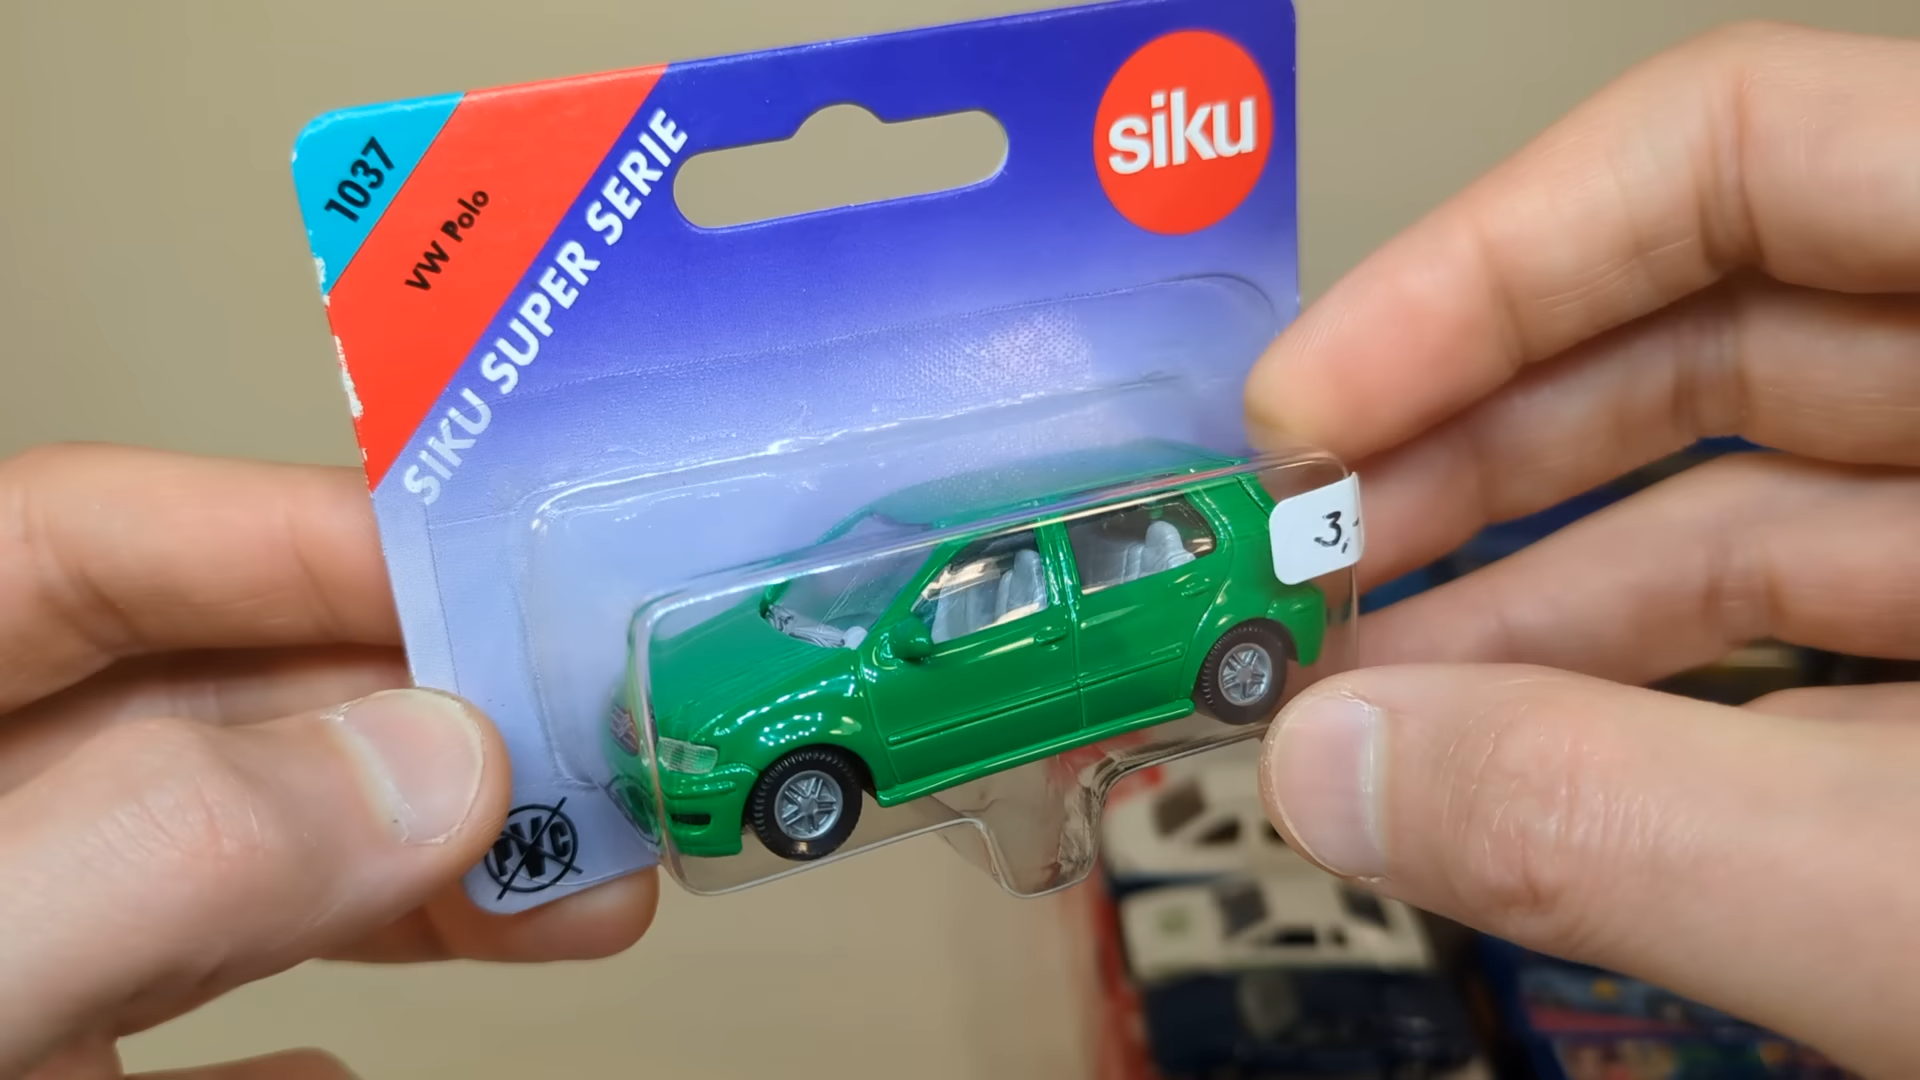 1037
VW Polo
SIKU SUPER SERIE
siku
3,-
PVC